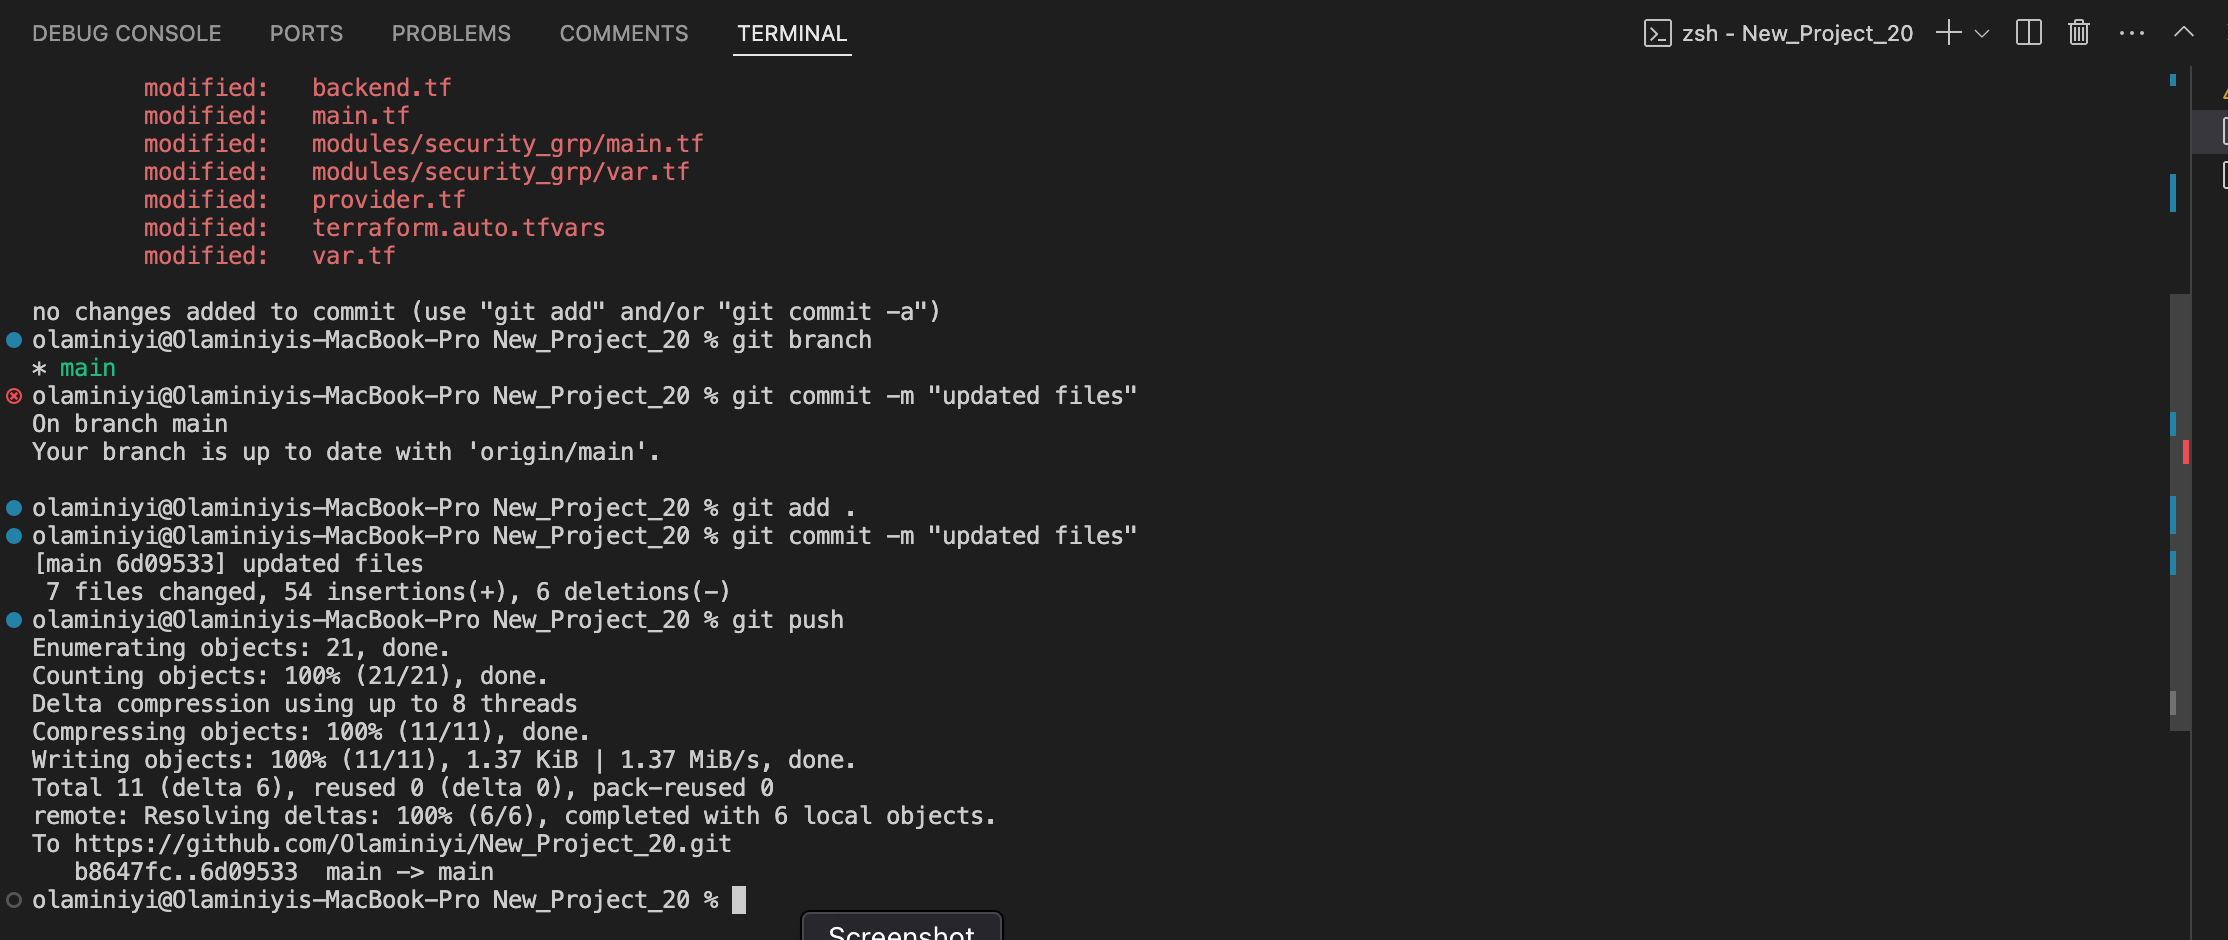 DEBUG CONSOLE PORTS PROBLEMS COMMENTS TERMINAL zsh - New_Project_20
modified: backend.tf
modified: main.tf
modified: modules/security_grp/main.tf
modified: modules/security_grp/var.tf
modified: provider.tf
modified: terraform.auto.tfvars
modified: var.tf
no changes added to commit (use "git add" and/or "git commit -a")
olaminiyi@Olaminiyis-MacBook-Pro New_Project_20 % git branch
* main
olaminiyi@Olaminiyis-MacBook-Pro New_Project_20 % git commit -m "updated files"
On branch main
Your branch is up to date with 'origin/main'.
olaminiyi@Olaminiyis-MacBook-Pro New_Project_20 % git add .
olaminiyi@Olaminiyis-MacBook-Pro New_Project_20 % git commit -m "updated files"
[main 6d09533] updated files
7 files changed, 54 insertions(+), 6 deletions(-)
olaminiyi@Olaminiyis-MacBook-Pro New_Project_20 % git push
Enumerating objects: 21, done.
Counting objects: 100% (21/21), done.
Delta compression using up to 8 threads
Compressing objects: 100% (11/11), done.
Writing objects: 100% (11/11), 1.37 KiB | 1.37 MiB/s, done.
Total 11 (delta 6), reused 0 (delta 0), pack-reused 0
remote: Resolving deltas: 100% (6/6), completed with 6 local objects.
To https://github.com/Olaminiyi/New_Project_20.git
b8647fc..6d09533 main -> main
olaminiyi@Olaminiyis-MacBook-Pro New_Project_20 %
Screenshot